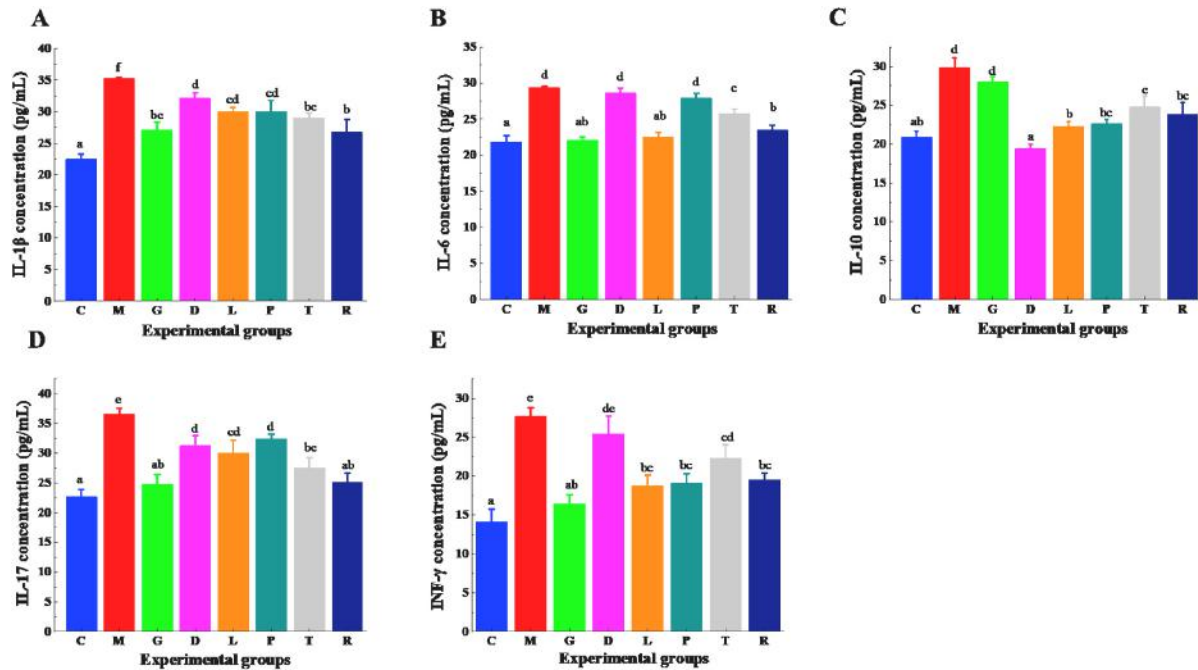 A
IL-1β concentration (pg/mL)
40
35
30
25
20
15
10
5
0
a
f
bc
d
cd
cd
bc
b
C M G D L P T R
Experimental groups
B
IL-6 concentration (pg/mL)
35
30
25
20
15
10
5
0
a
d
ab
d
ab
d
c
b
C M G D L P T R
Experimental groups
C
IL-10 concentration (pg/mL)
30
25
20
15
10
5
0
ab
d
d
a
b
bc
c
bc
C M G D L P T R
Experimental groups
D
IL-17 concentration (pg/mL)
40
35
30
25
20
15
10
5
0
a
e
ab
d
cd
d
bc
ab
C M G D L P T R
Experimental groups
E
INF-γ concentration (pg/mL)
30
25
20
15
10
5
0
a
e
ab
de
bc
bc
cd
bc
C M G D L P T R
Experimental groups